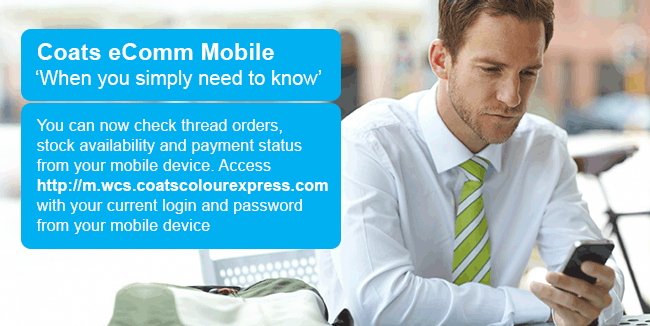 Coats eComm Mobile
‘When you simply need to know’
You can now check thread orders,
stock availability and payment status
from your mobile device. Access
http://m.wcs.coatscolourexpress.com
with your current login and password
from your mobile device